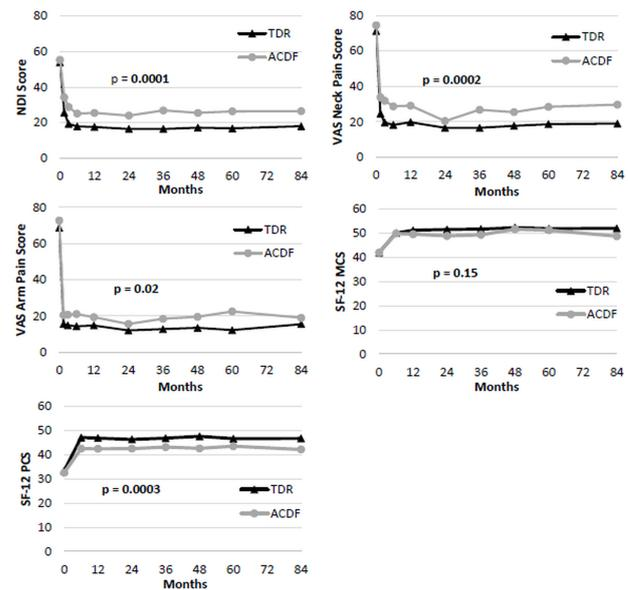 80
60
40
20
0
NDI Score
TDR
ACDF
p = 0.0001
0 12 24 36 48 60 72 84
Months
80
60
40
20
0
VAS Neck Pain Score
TDR
ACDF
p = 0.0002
0 12 24 36 48 60 72 84
Months
80
60
40
20
0
VAS Arm Pain Score
TDR
ACDF
p = 0.02
0 12 24 36 48 60 72 84
Months
60
50
40
30
20
10
0
SF-12 MCS
p = 0.15
TDR
ACDF
0 12 24 36 48 60 72 84
Months
60
50
40
30
20
10
0
SF-12 PCS
p = 0.0003
TDR
ACDF
0 12 24 36 48 60 72 84
Months